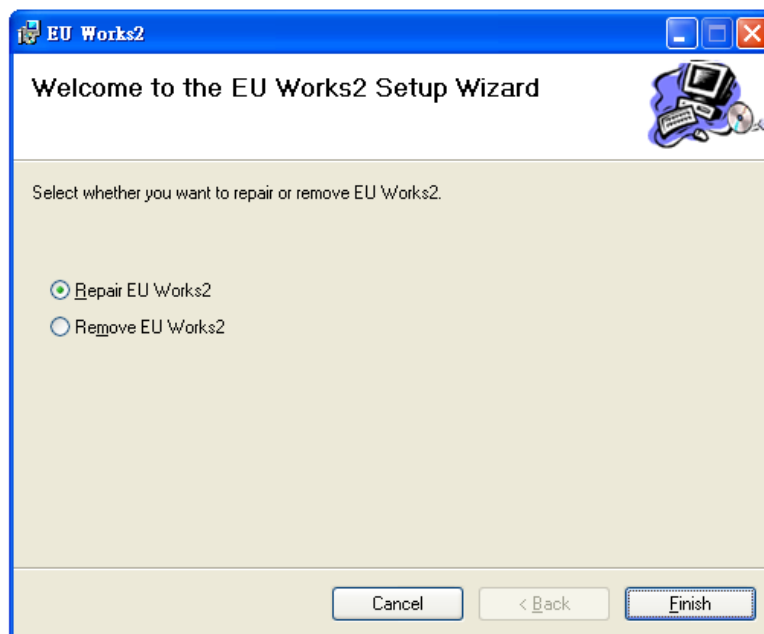 EU Works2
Welcome to the EU Works2 Setup Wizard
Select whether you want to repair or remove EU Works2.
Repair EU Works2
Remove EU Works2
Cancel
< Back
Finish